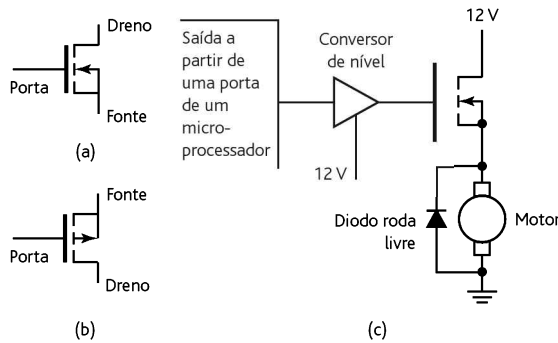 Dreno
Porta
Fonte
(a)
Fonte
Porta
Dreno
(b)
Saída a
partir de
uma porta
de um
micro-
processador
Conversor
de nível
12 V
12 V
Diodo roda
livre
Motor
(c)